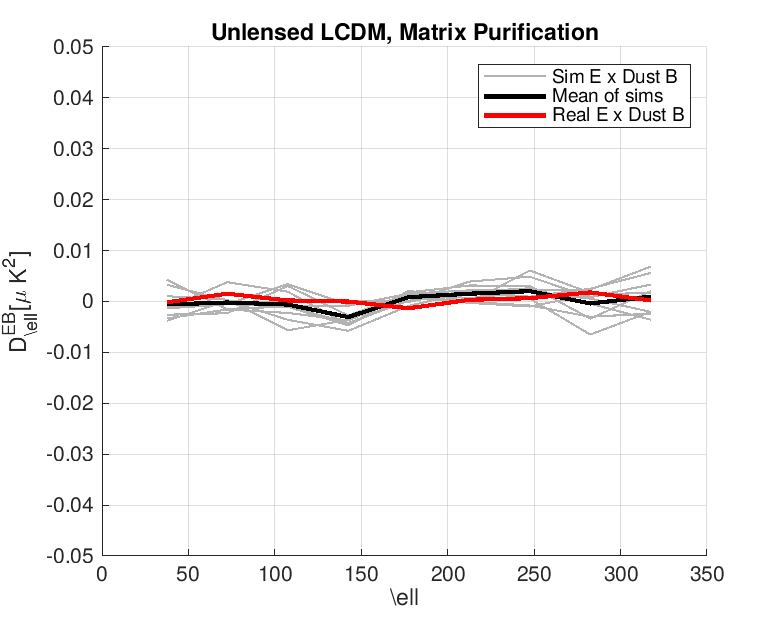 Unlensed LCDM, Matrix Purification
Sim E x Dust B
Mean of sims
Real E x Dust B
0.05
0.04
0.03
0.02
0.01
0
-0.01
-0.02
-0.03
-0.04
-0.05
D^{EB}_{\ell}[μ K^2]
0 50 100 150 200 250 300 350
\ell